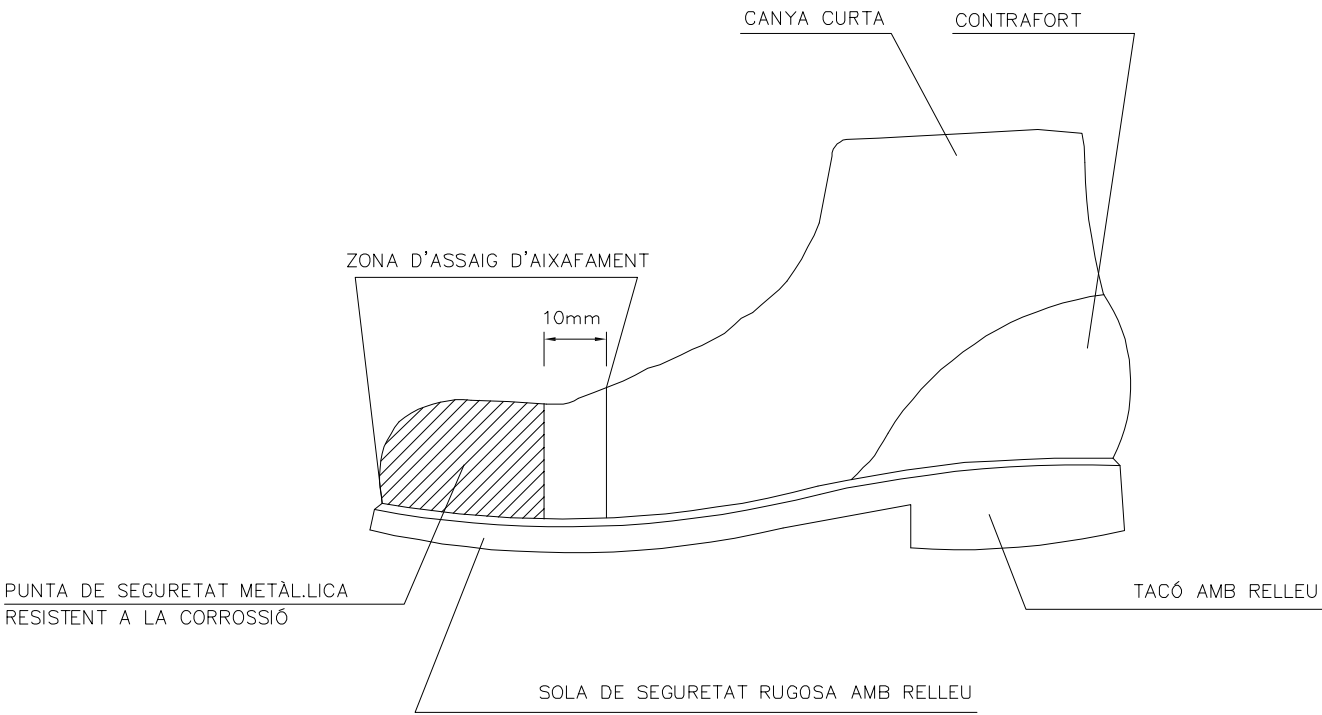 CANYA CURTA
CONTRAFORT
ZONA D'ASSAIG D'AIXAFAMENT
10mm
PUNTA DE SEGURETAT METÀL.LICA
RESISTENT A LA CORROSSIÓ
TACÓ AMB RELLEU
SOLA DE SEGURETAT RUGOSA AMB RELLEU